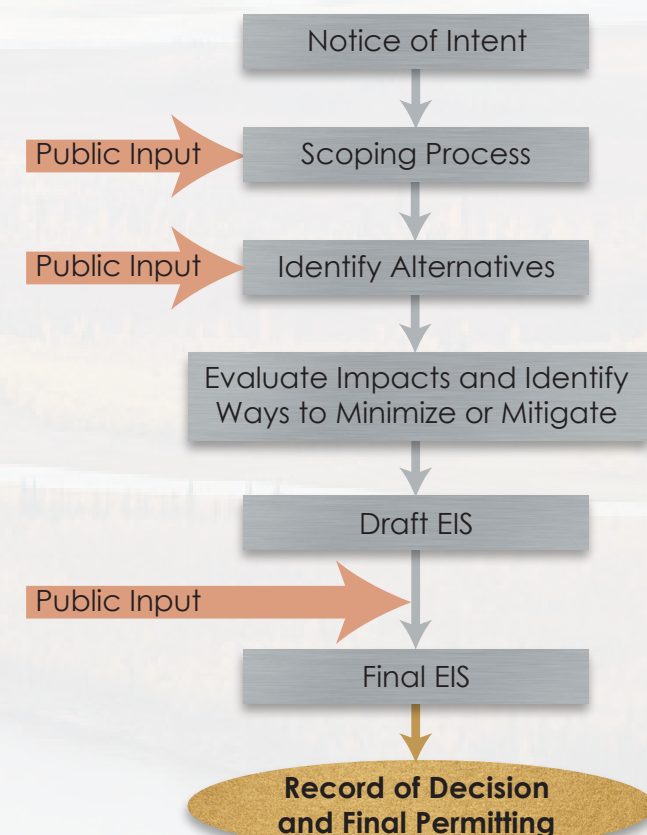 Notice of Intent
Public Input
Scoping Process
Public Input
Identify Alternatives
Evaluate Impacts and Identify
Ways to Minimize or Mitigate
Draft EIS
Public Input
Final EIS
Record of Decision
and Final Permitting